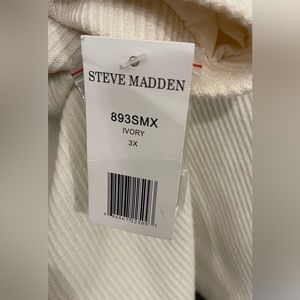 STEVE MADDEN
893SMX
IVORY
3X